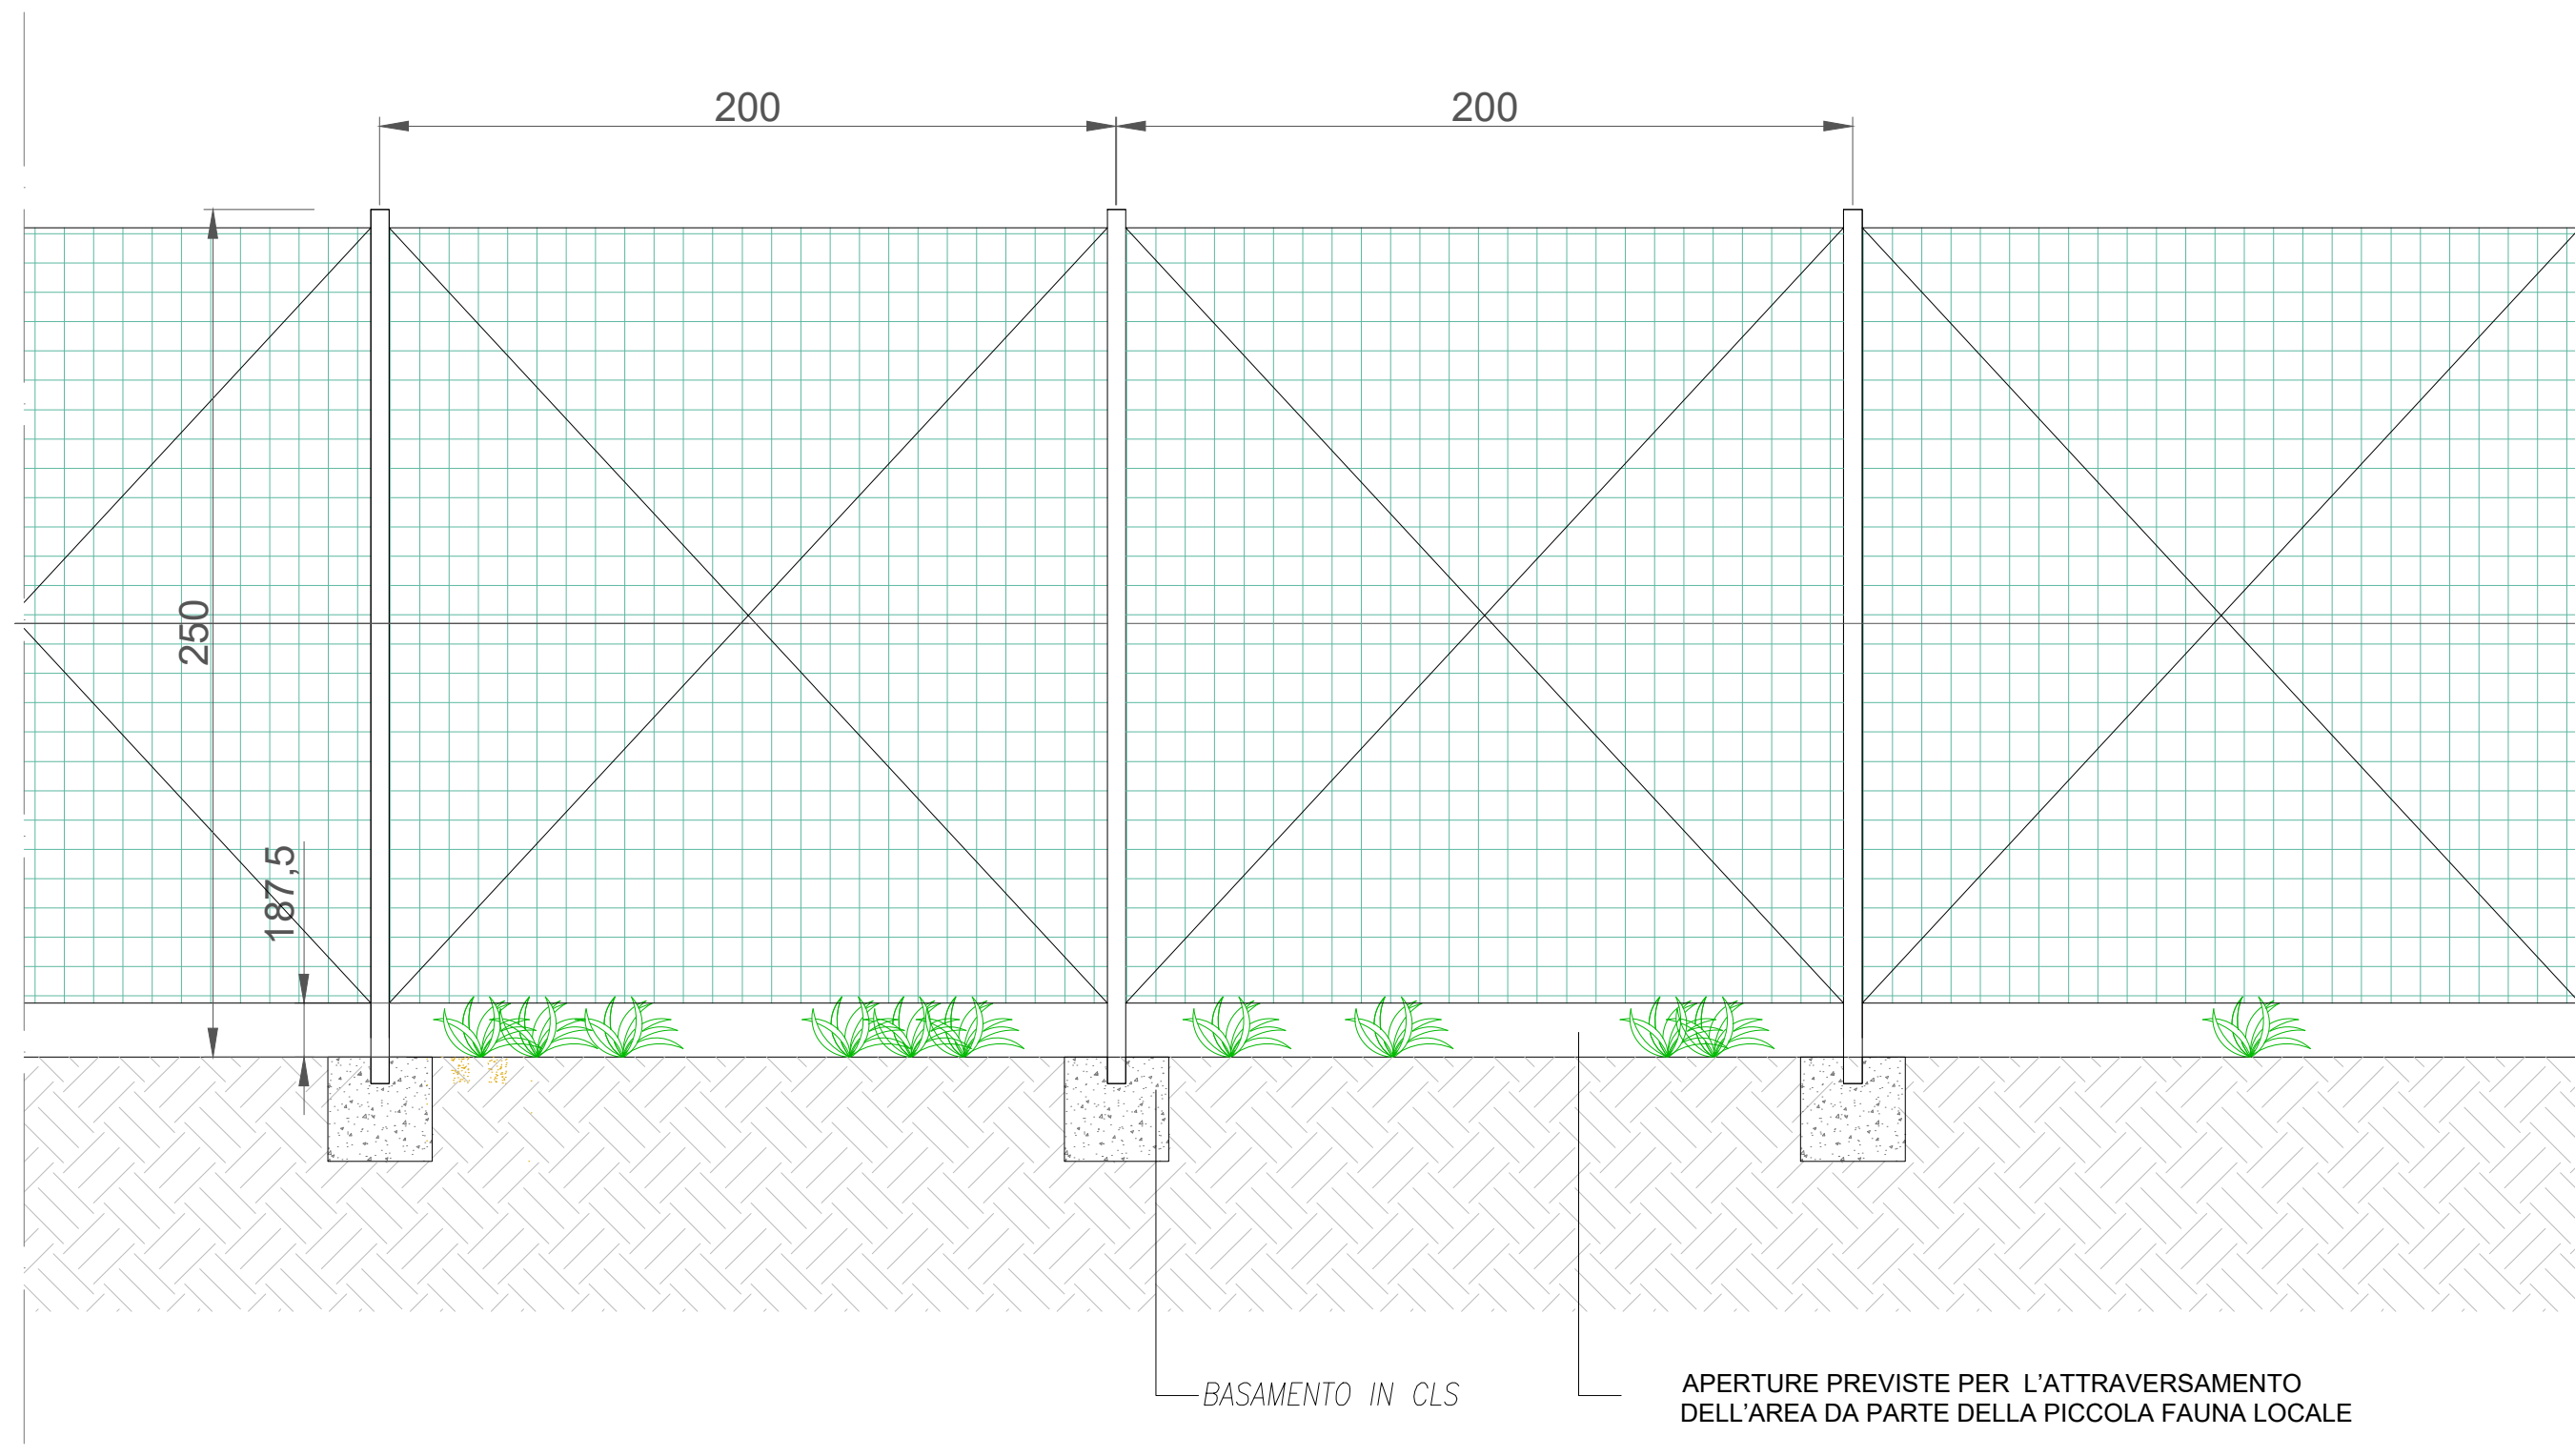 200
200
250
187,5
BASAMENTO IN CLS
APERTURE PREVISTE PER L'ATTRAVERSAMENTO
DELL'AREA DA PARTE DELLA PICCOLA FAUNA LOCALE